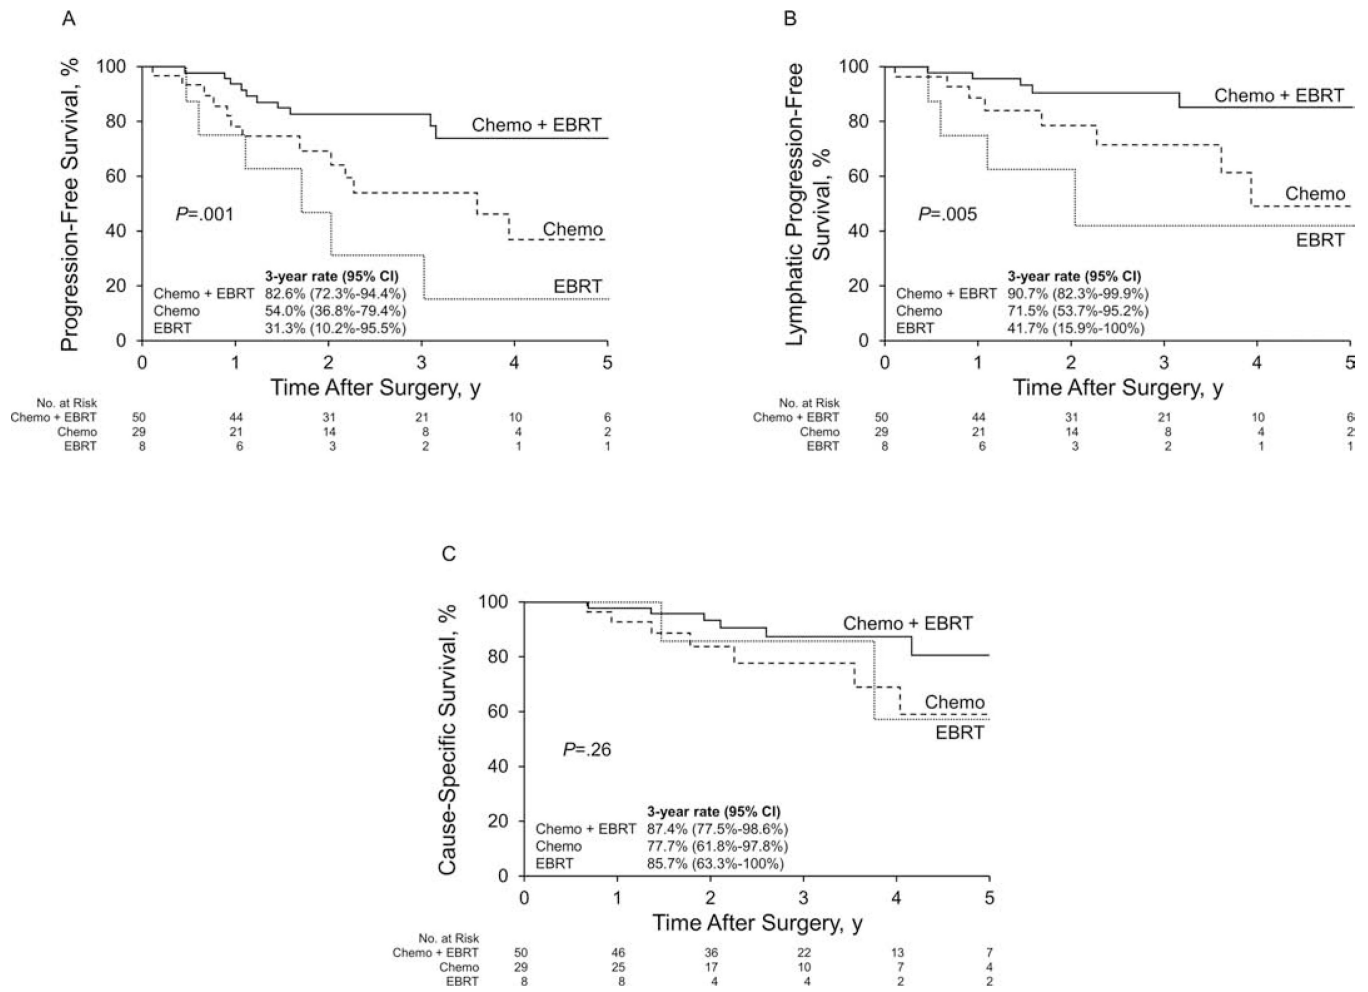 A
Progression-Free Survival, %
100
80
60
40
20
0
Chemo + EBRT
Chemo
EBRT
P=.001
3-year rate (95% CI)
Chemo + EBRT 82.6% (72.3%-94.4%)
Chemo 54.0% (36.8%-79.4%)
EBRT 31.3% (10.2%-95.5%)
0 1 2 3 4 5
Time After Surgery, y
No. at Risk
Chemo + EBRT 50 44 31 21 10 6
Chemo 29 21 14 8 4 2
EBRT 8 6 3 2 1 1
B
Lymphatic Progression-Free
Survival, %
100
80
60
40
20
0
Chemo + EBRT
Chemo
EBRT
P=.005
3-year rate (95% CI)
Chemo + EBRT 90.7% (82.3%-99.9%)
Chemo 71.5% (53.7%-95.2%)
EBRT 41.7% (15.9%-100%)
0 1 2 3 4 5
Time After Surgery, y
No. at Risk
Chemo + EBRT 50 44 31 21 10
Chemo 29 21 14 8 4
EBRT 8 6 3 2 1 1
C
Cause-Specific Survival, %
100
80
60
40
20
0
Chemo + EBRT
Chemo
EBRT
P=.26
3-year rate (95% CI)
Chemo + EBRT 87.4% (77.5%-98.6%)
Chemo 77.7% (61.8%-97.8%)
EBRT 85.7% (63.3%-100%)
0 1 2 3 4 5
Time After Surgery, y
No. at Risk
Chemo + EBRT 50 46 36 22 13 7
Chemo 29 25 17 10 7 4
EBRT 8 8 4 4 2 2